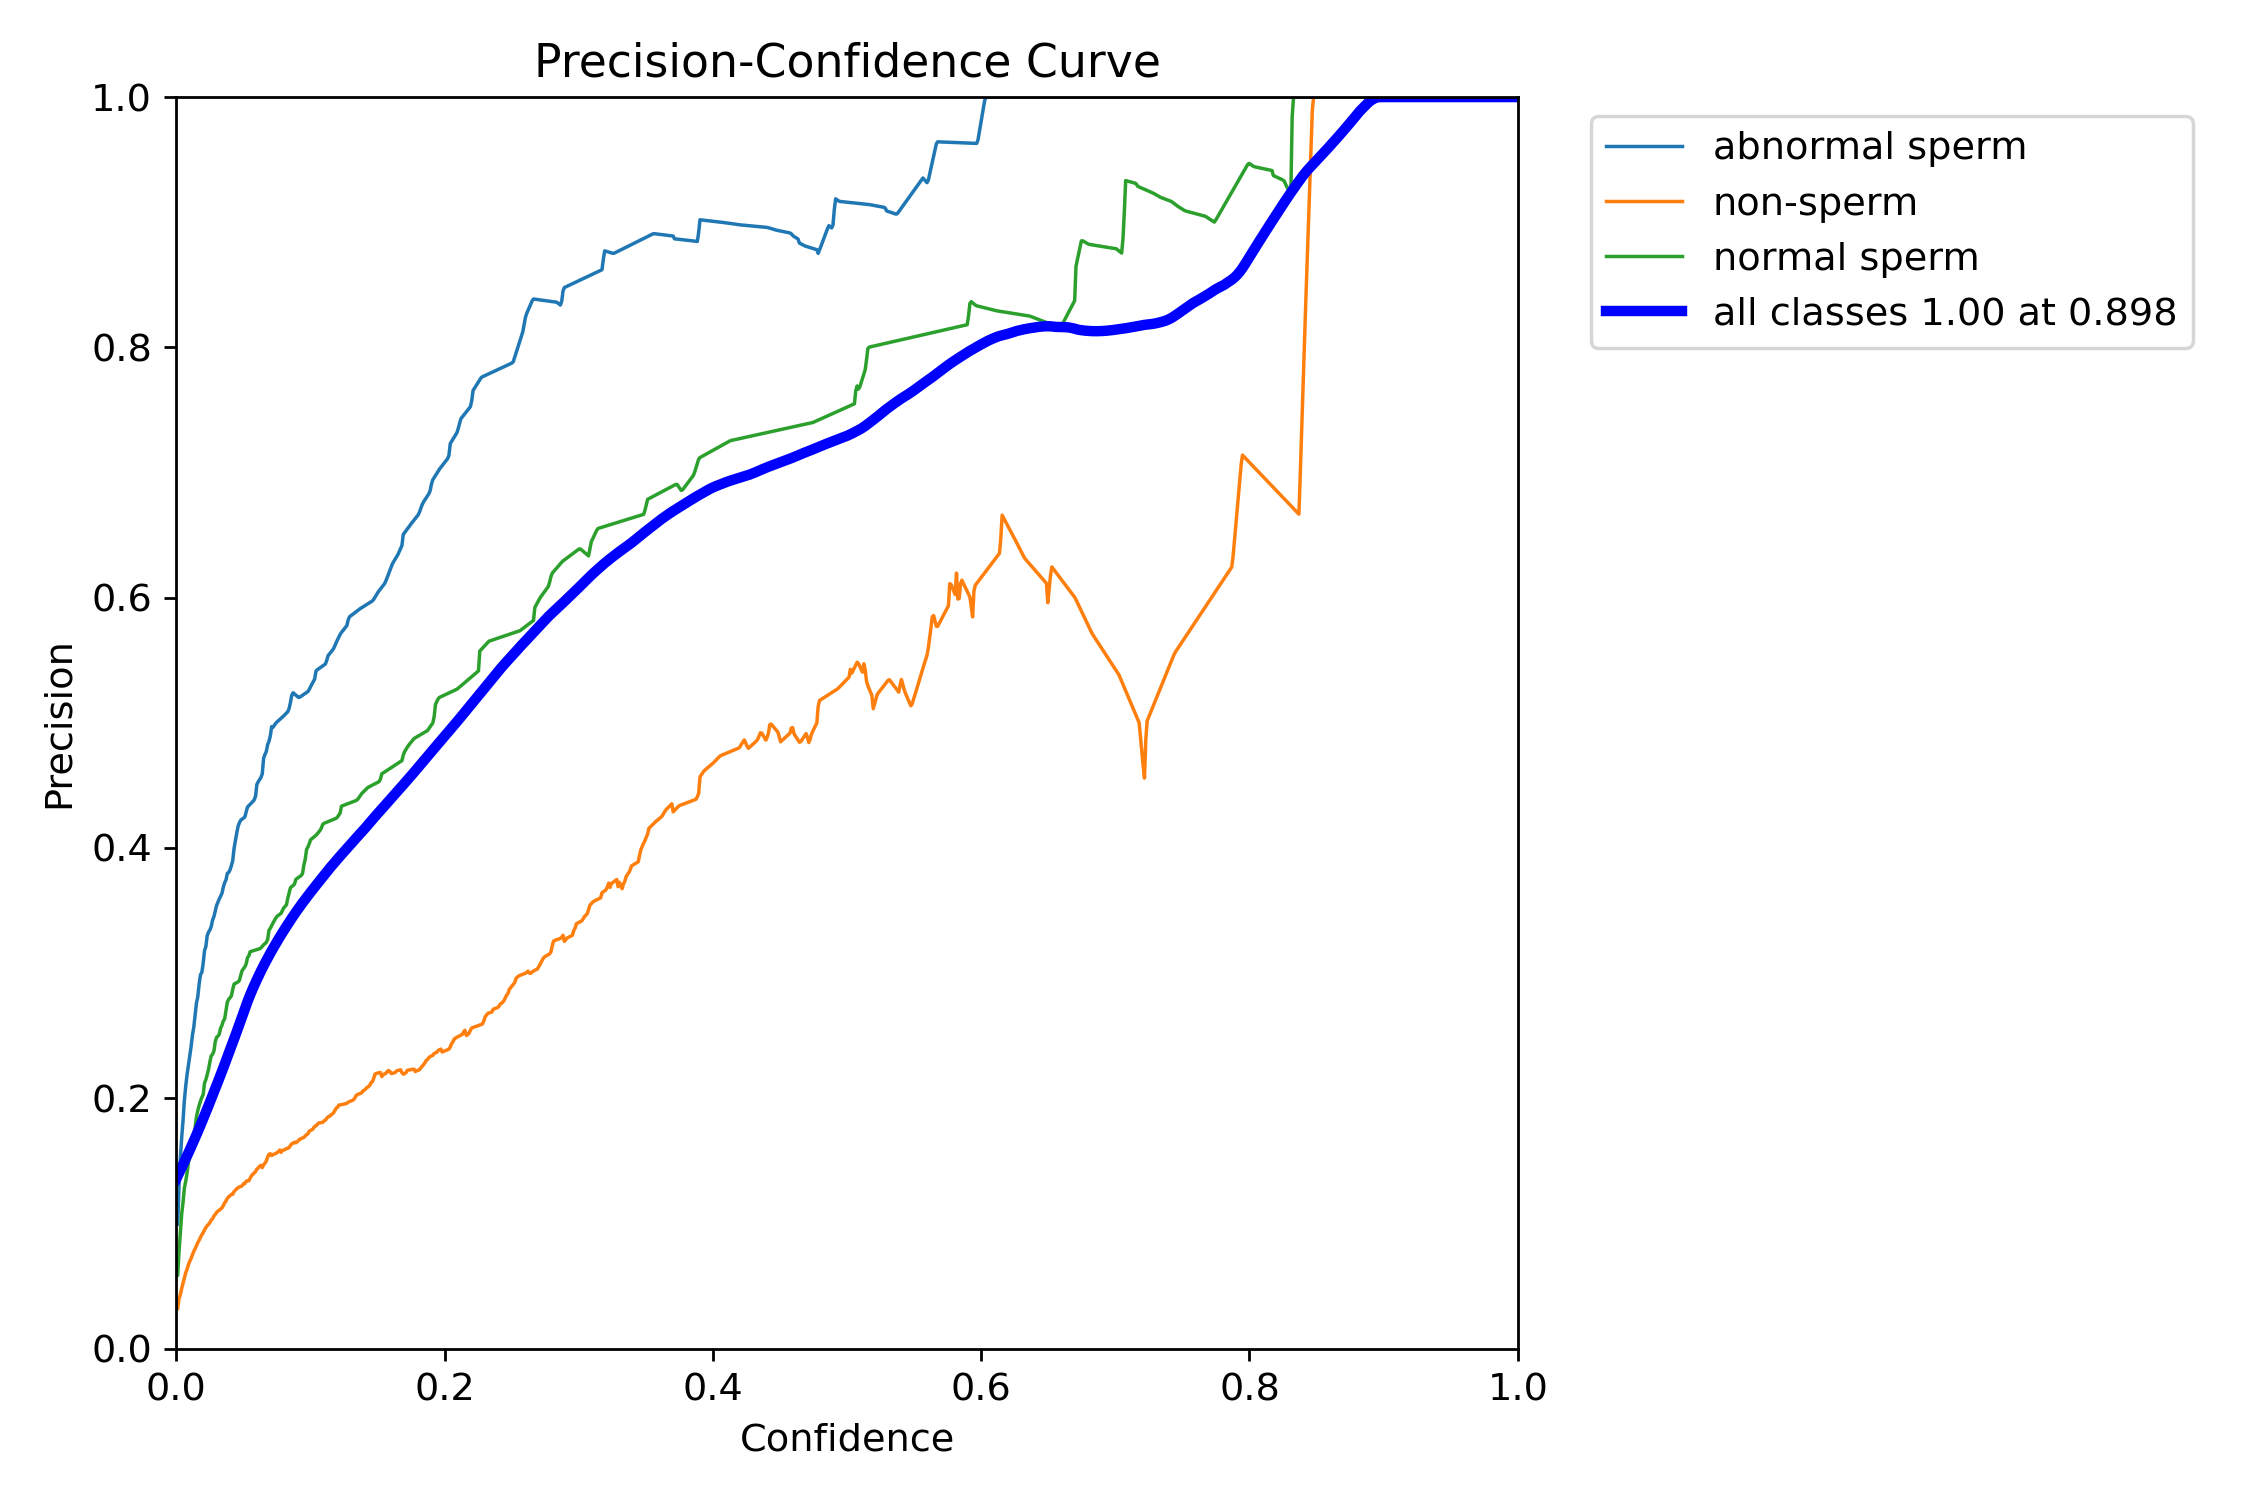 Precision-Confidence Curve
1.0
0.8
0.6
0.4
0.2
0.0
Precision
0.0 0.2 0.4 0.6 0.8 1.0
Confidence
abnormal sperm
non-sperm
normal sperm
all classes 1.00 at 0.898